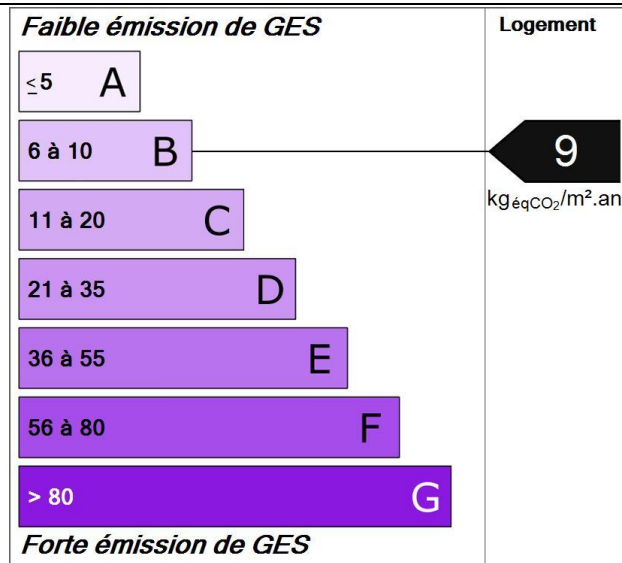 Faible émission de GES
Logement
≤5 A
6 à 10 B
9
kgéqCO₂/m².an
11 à 20 C
21 à 35 D
36 à 55 E
56 à 80 F
> 80 G
Forte émission de GES